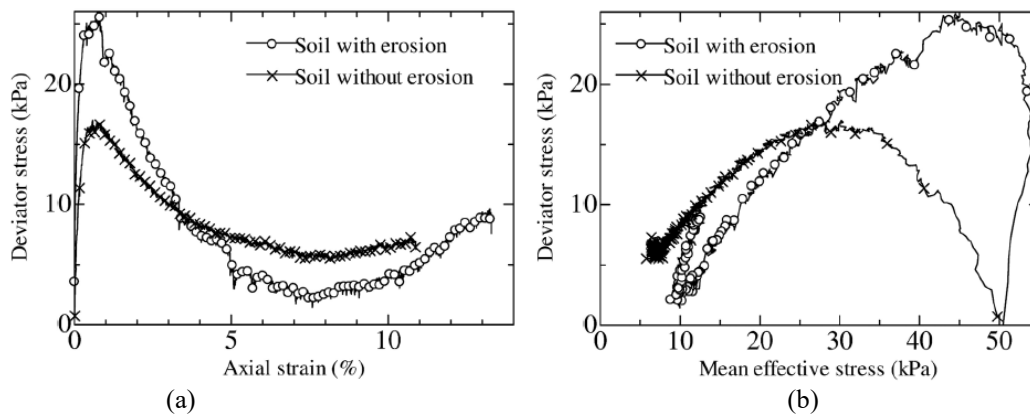 Deviator stress (kPa)
20
10
0
Soil with erosion
Soil without erosion
0
5
10
Axial strain (%)
(a)
Deviator stress (kPa)
20
10
0
Soil with erosion
Soil without erosion
10
20
30
40
50
Mean effective stress (kPa)
(b)